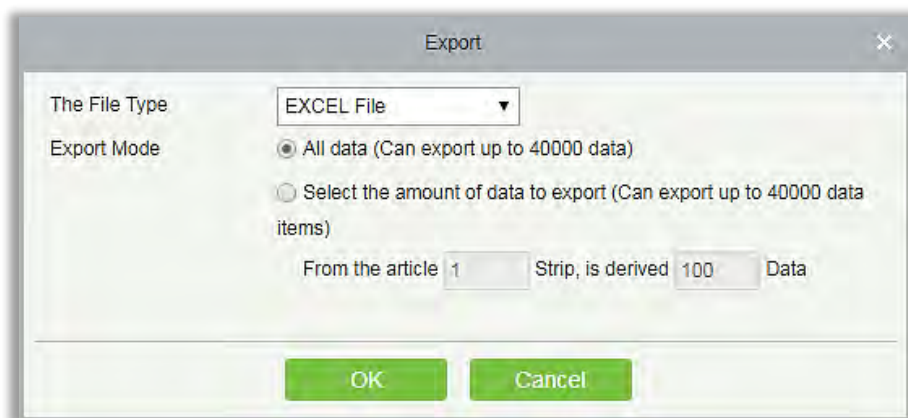 Export
The File Type EXCEL File
Export Mode All data (Can export up to 40000 data)
Select the amount of data to export (Can export up to 40000 data
items)
From the article 1 Strip, is derived 100 Data
OK Cancel